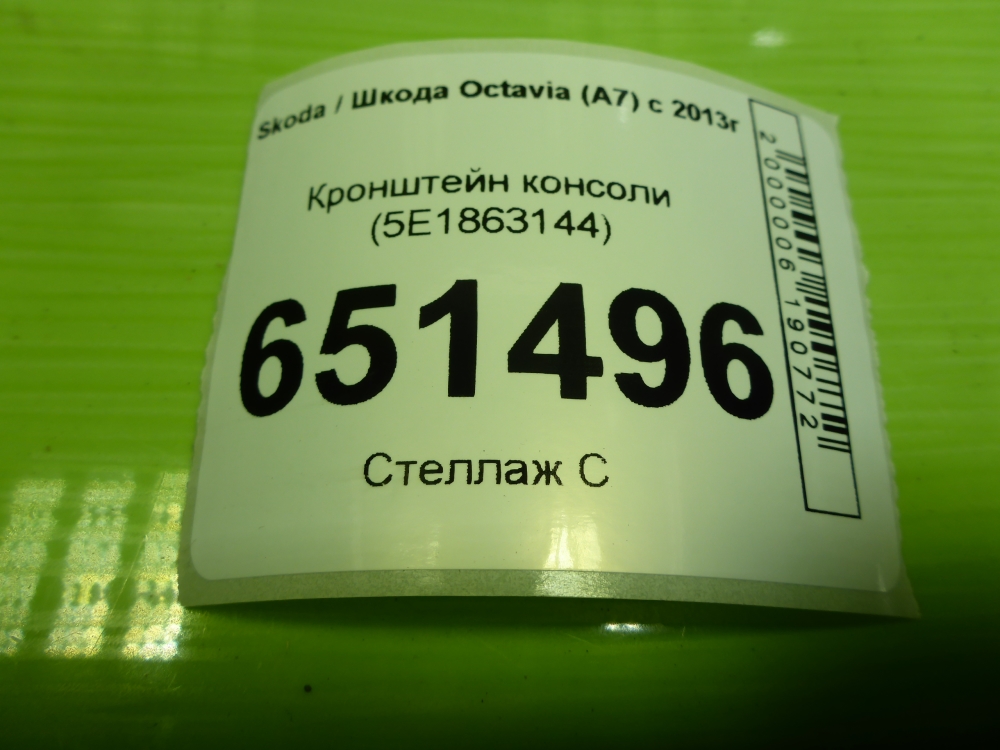 Skoda / Шкода Octavia (A7) с 2013г
Кронштейн консоли
(5E1863144)
651496
Стеллаж С
2000006190772